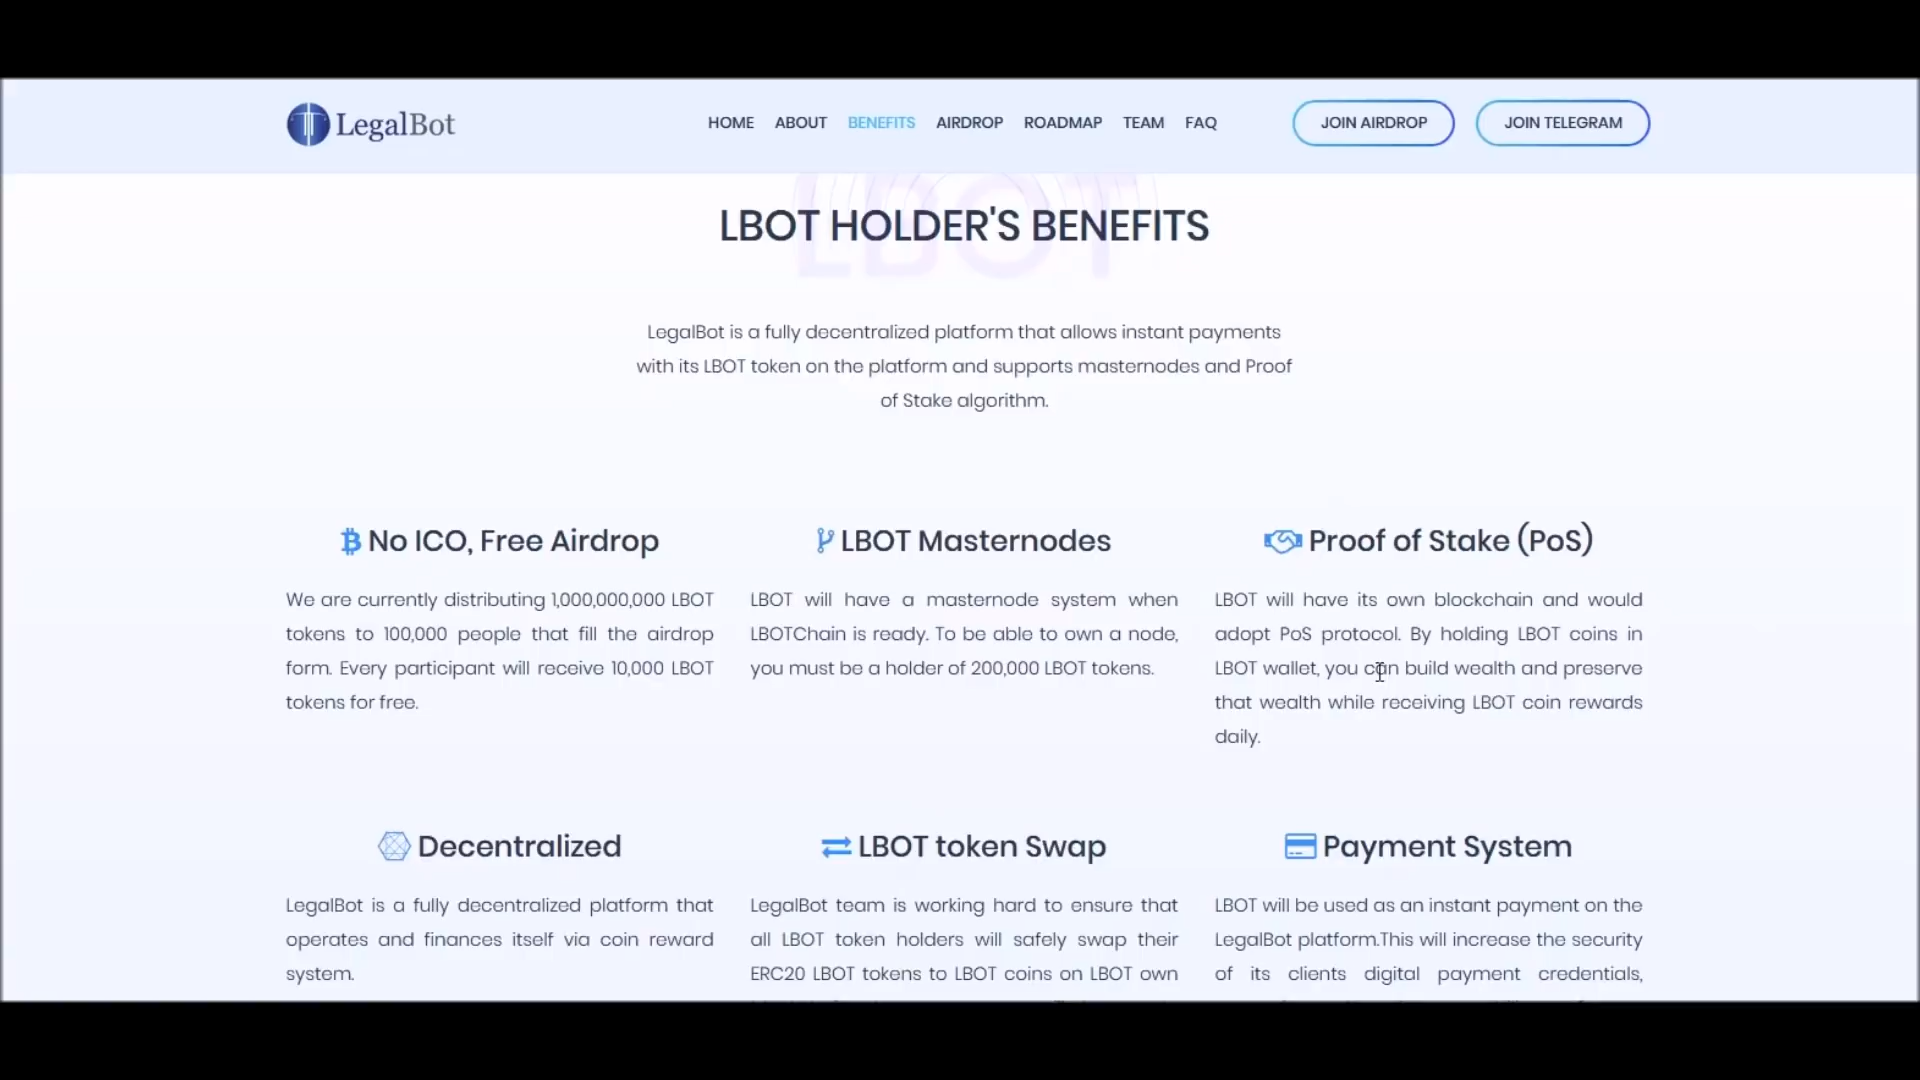 LegalBot
HOME ABOUT BENEFITS AIRDROP ROADMAP TEAM FAQ
JOIN AIRDROP
JOIN TELEGRAM
LBOT
LBOT HOLDER'S BENEFITS
LegalBot is a fully decentralized platform that allows instant payments
with its LBOT token on the platform and supports masternodes and Proof
of Stake algorithm.
No ICO, Free Airdrop
We are currently distributing 1,000,000,000 LBOT
tokens to 100,000 people that fill the airdrop
form. Every participant will receive 10,000 LBOT
tokens for free.
LBOT Masternodes
LBOT will have a masternode system when
LBOTChain is ready. To be able to own a node,
you must be a holder of 200,000 LBOT tokens.
Proof of Stake (PoS)
LBOT will have its own blockchain and would
adopt PoS protocol. By holding LBOT coins in
LBOT wallet, you can build wealth and preserve
that wealth while receiving LBOT coin rewards
daily.
Decentralized
LegalBot is a fully decentralized platform that
operates and finances itself via coin reward
system.
LBOT token Swap
LegalBot team is working hard to ensure that
all LBOT token holders will safely swap their
ERC20 LBOT tokens to LBOT coins on LBOT own
Payment System
LBOT will be used as an instant payment on the
LegalBot platform.This will increase the security
of its clients digital payment credentials,